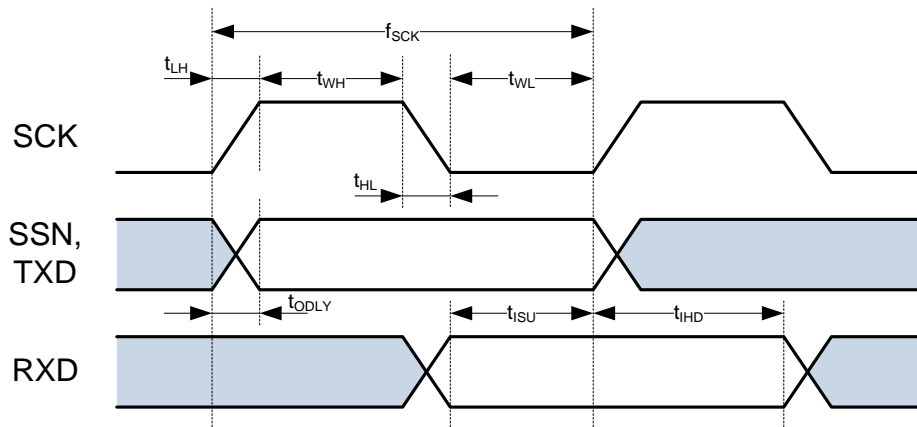 fSCK
tLH
tWH
tWL
SCK
tHL
SSN,
TXD
tODLY
tISU
tIHD
RXD